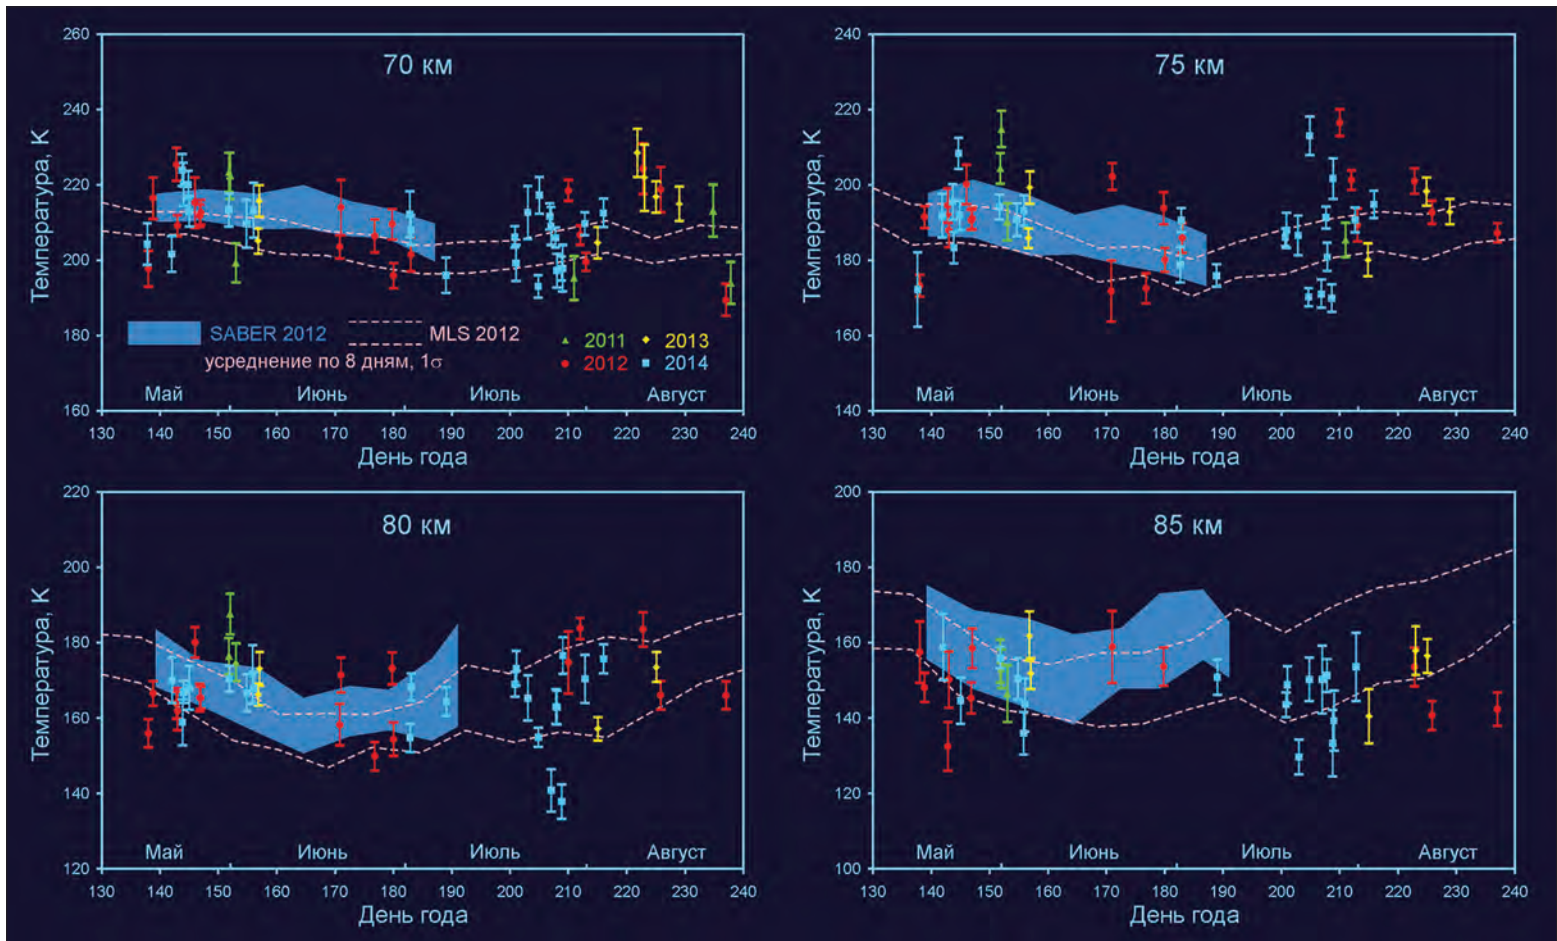 70 км
260
240
220
200
180
160
Температура, К
SABER 2012
MLS 2012
усреднение по 8 дням, 1σ
2011
2013
2012
2014
Май
Июнь
Июль
Август
130 140 150 160 170 180 190 200 210 220 230 240
День года
75 км
240
220
200
180
160
140
Температура, К
Май
Июнь
Июль
Август
130 140 150 160 170 180 190 200 210 220 230 240
День года
80 км
220
200
180
160
140
120
Температура, К
Май
Июнь
Июль
Август
130 140 150 160 170 180 190 200 210 220 230 240
День года
85 км
200
180
160
140
120
100
Температура, К
Май
Июнь
Июль
Август
130 140 150 160 170 180 190 200 210 220 230 240
День года